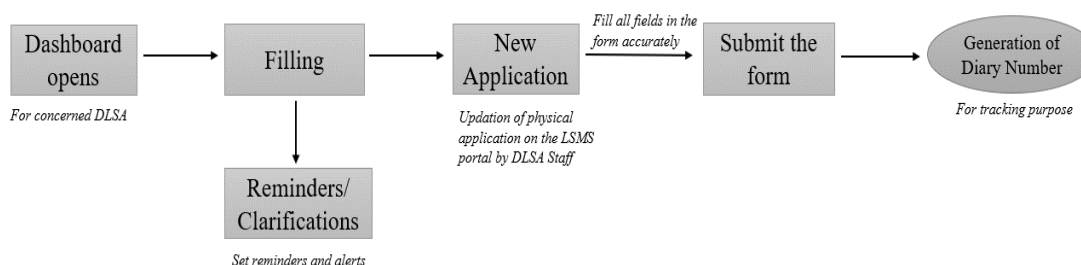 Dashboard
opens
For concerned DLSA
Filling
Reminders/
Clarifications
Set reminders and alerts
New
Application
Updation of physical
application on the LSMS
portal by DLSA Staff
Fill all fields in the
form accurately
Submit the
form
Generation of
Diary Number
For tracking purpose